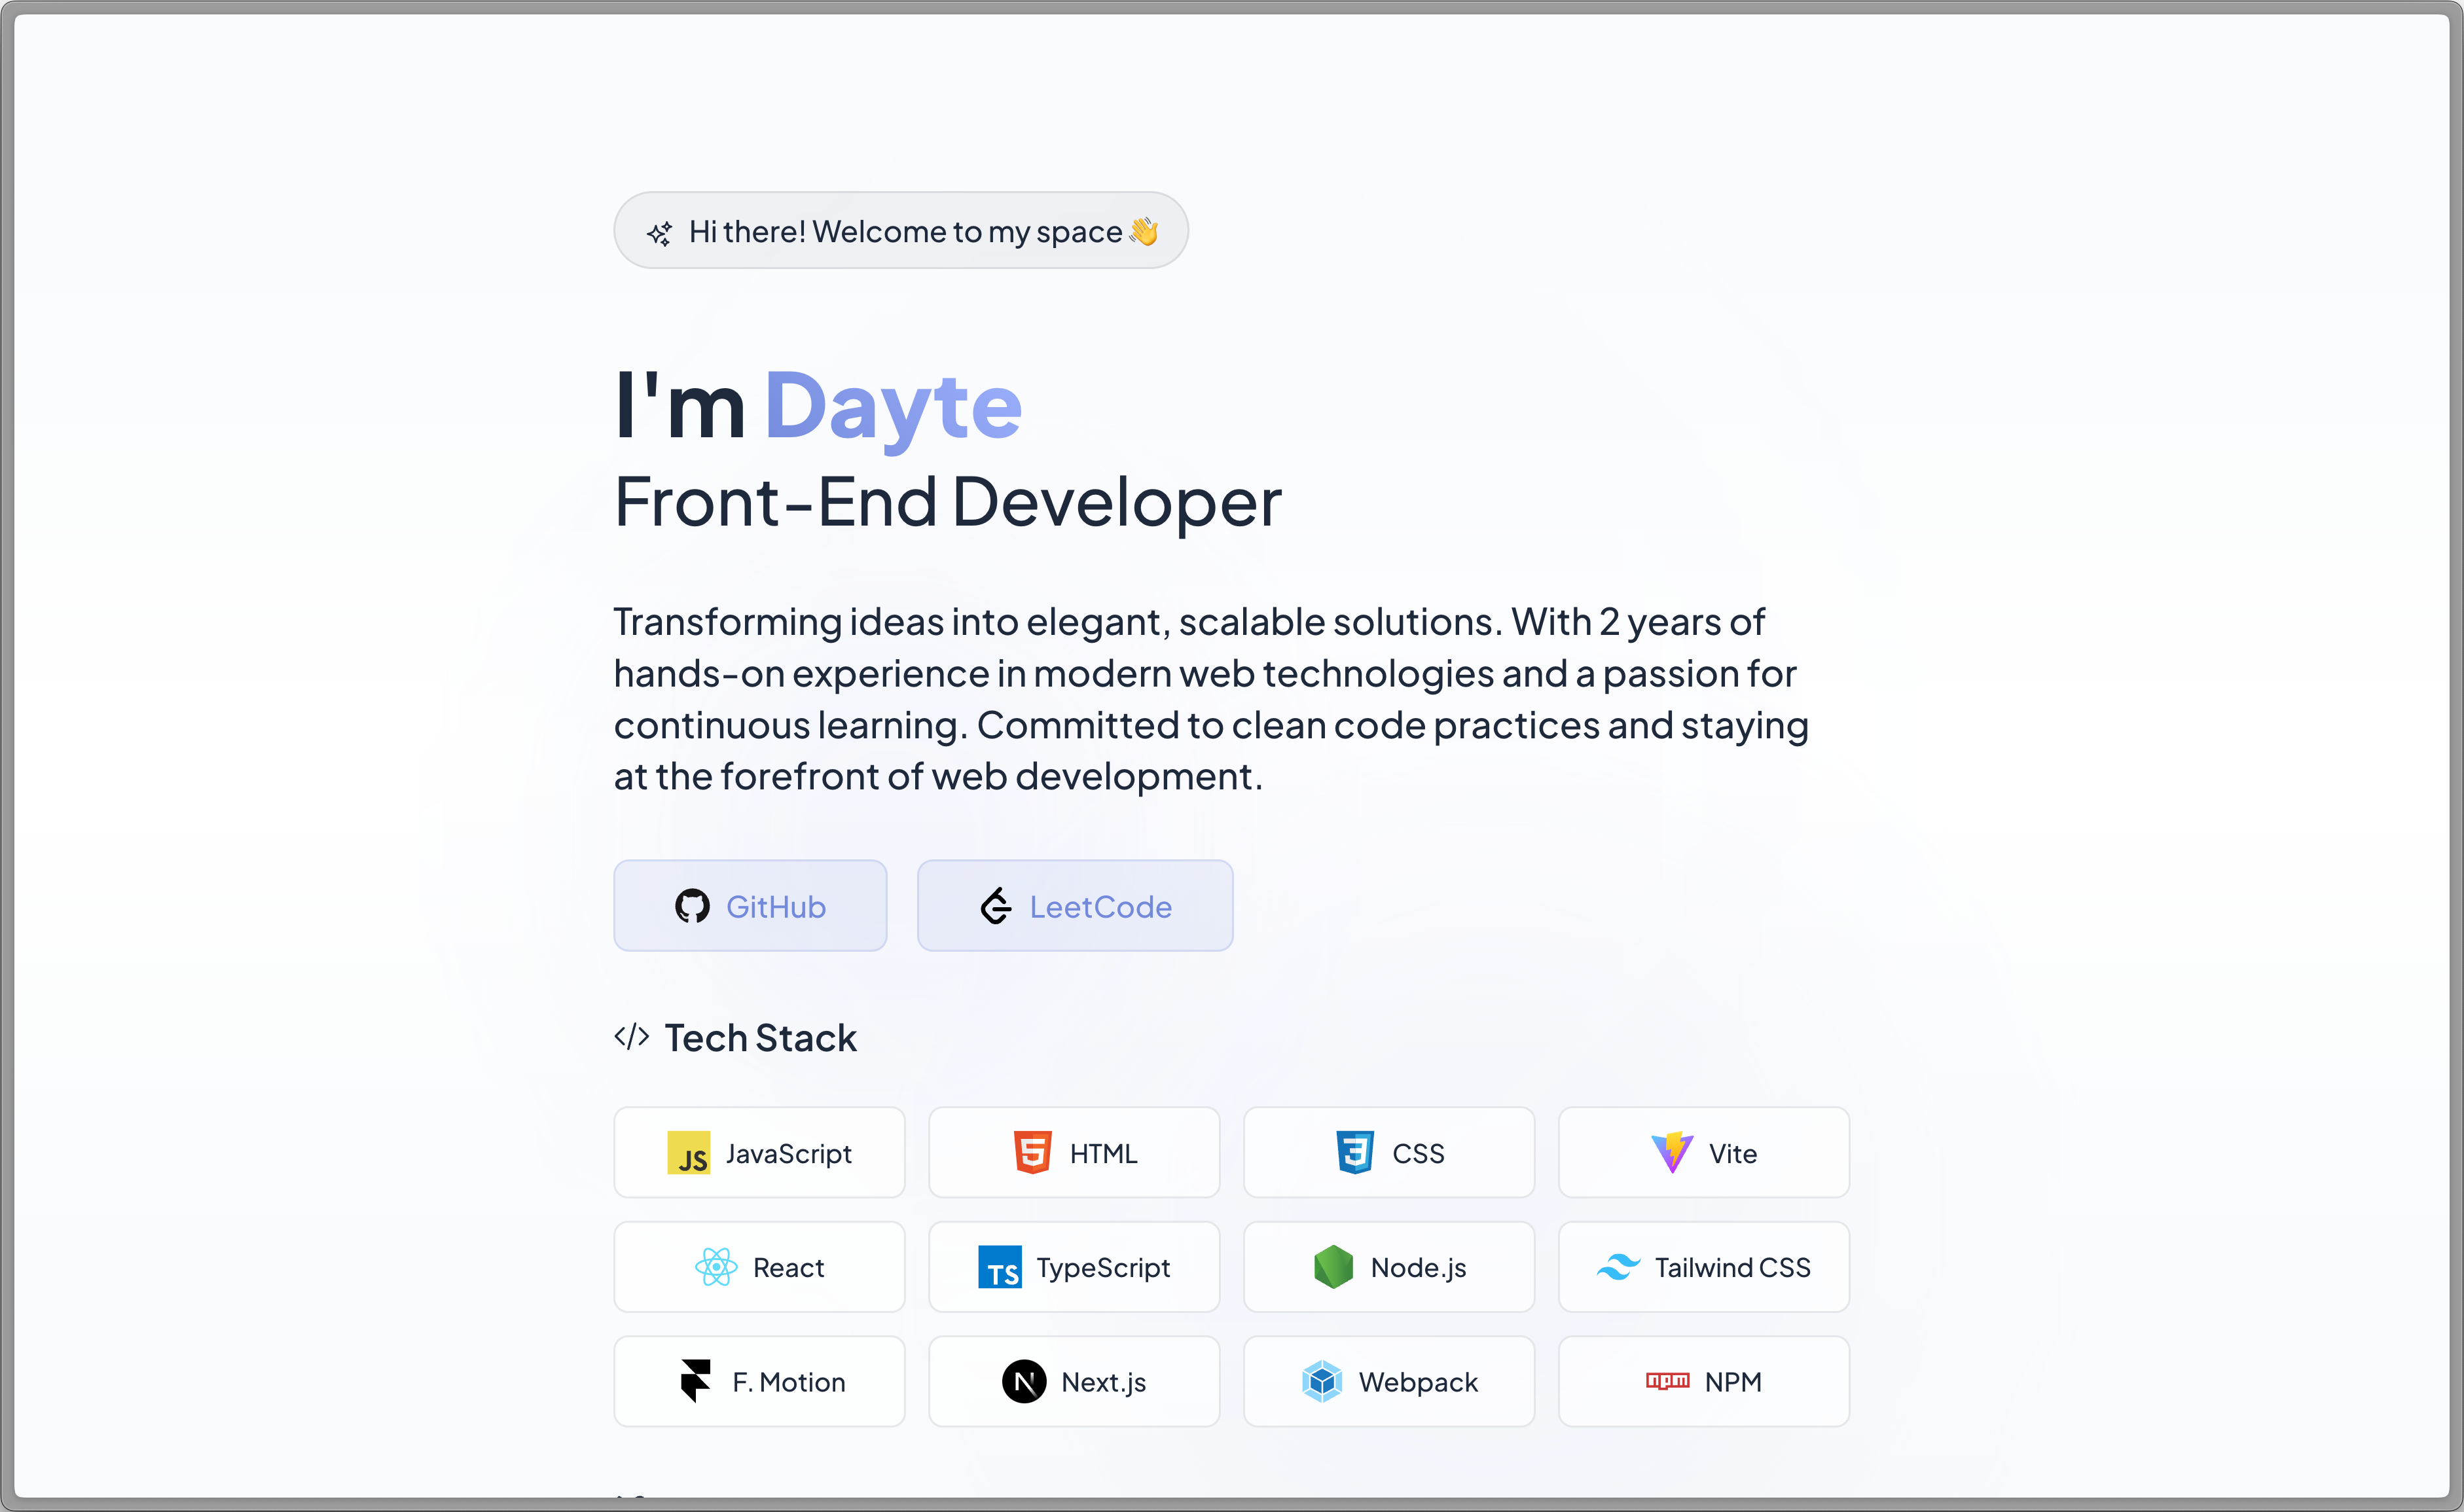 Hi there! Welcome to my space 👋
I'm Dayte
Front-End Developer
Transforming ideas into elegant, scalable solutions. With 2 years of
hands-on experience in modern web technologies and a passion for
continuous learning. Committed to clean code practices and staying
at the forefront of web development.
GitHub
LeetCode
</> Tech Stack
JS JavaScript
HTML
CSS
Vite
React
TS TypeScript
Node.js
Tailwind CSS
F. Motion
N Next.js
Webpack
npm NPM